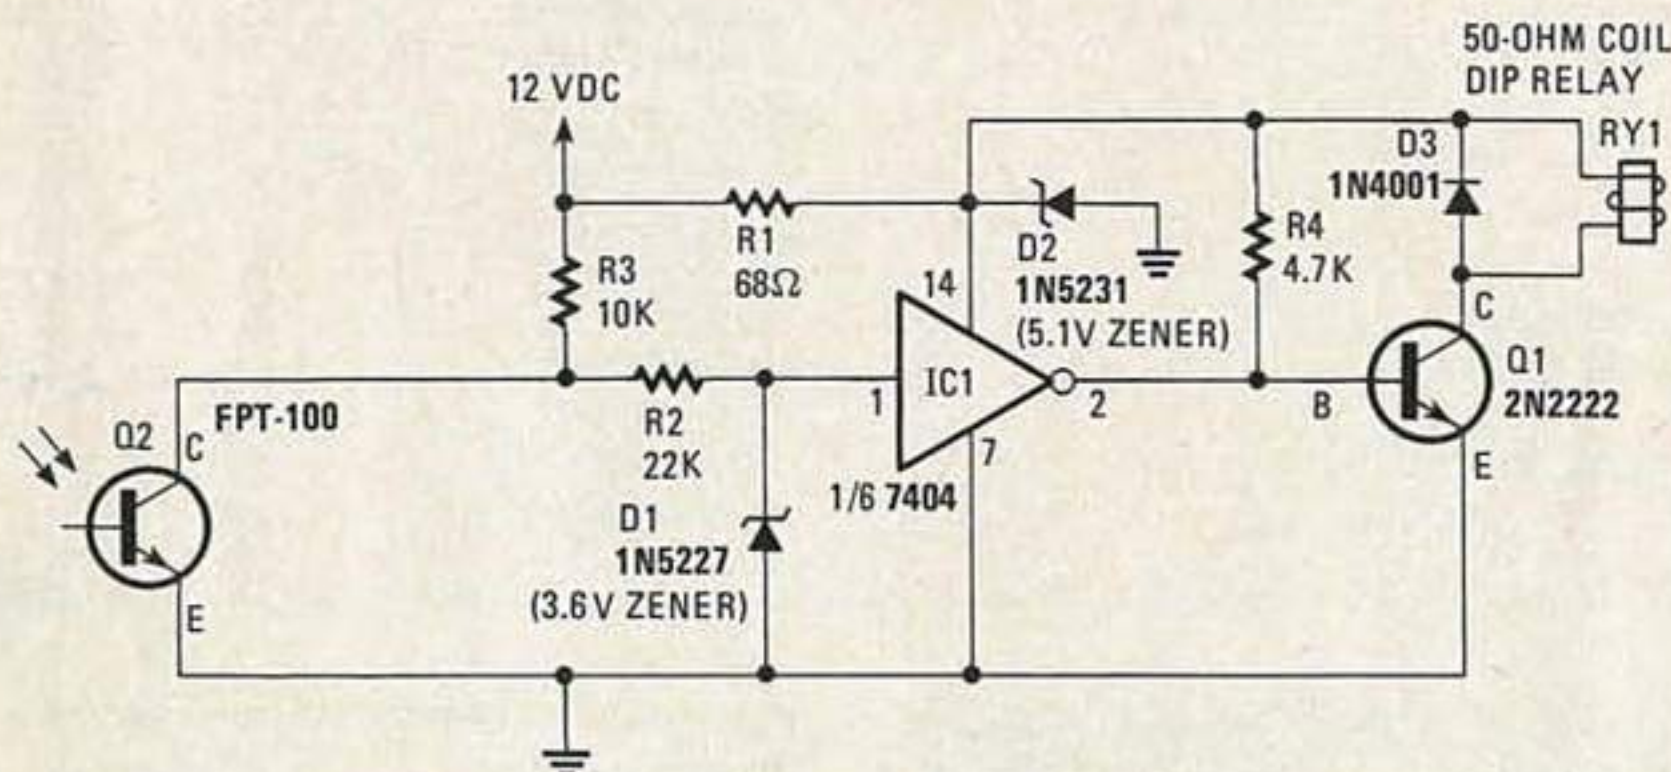 50-OHM COIL
DIP RELAY
RY1
12 VDC
D3
1N4001
R1
68Ω
D2
1N5231
(5.1V ZENER)
R4
4.7K
R3
10K
14
C
Q1
2N2222
IC1
1
2
B
E
7
1/6 7404
FPT-100
Q2
C
E
R2
22K
D1
1N5227
(3.6V ZENER)